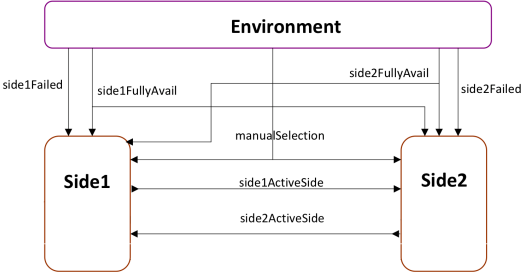 Environment
side2FullyAvail
side1Failed
side1FullyAvail
side2Failed
manualSelection
Side1
Side2
side1ActiveSide
side2ActiveSide